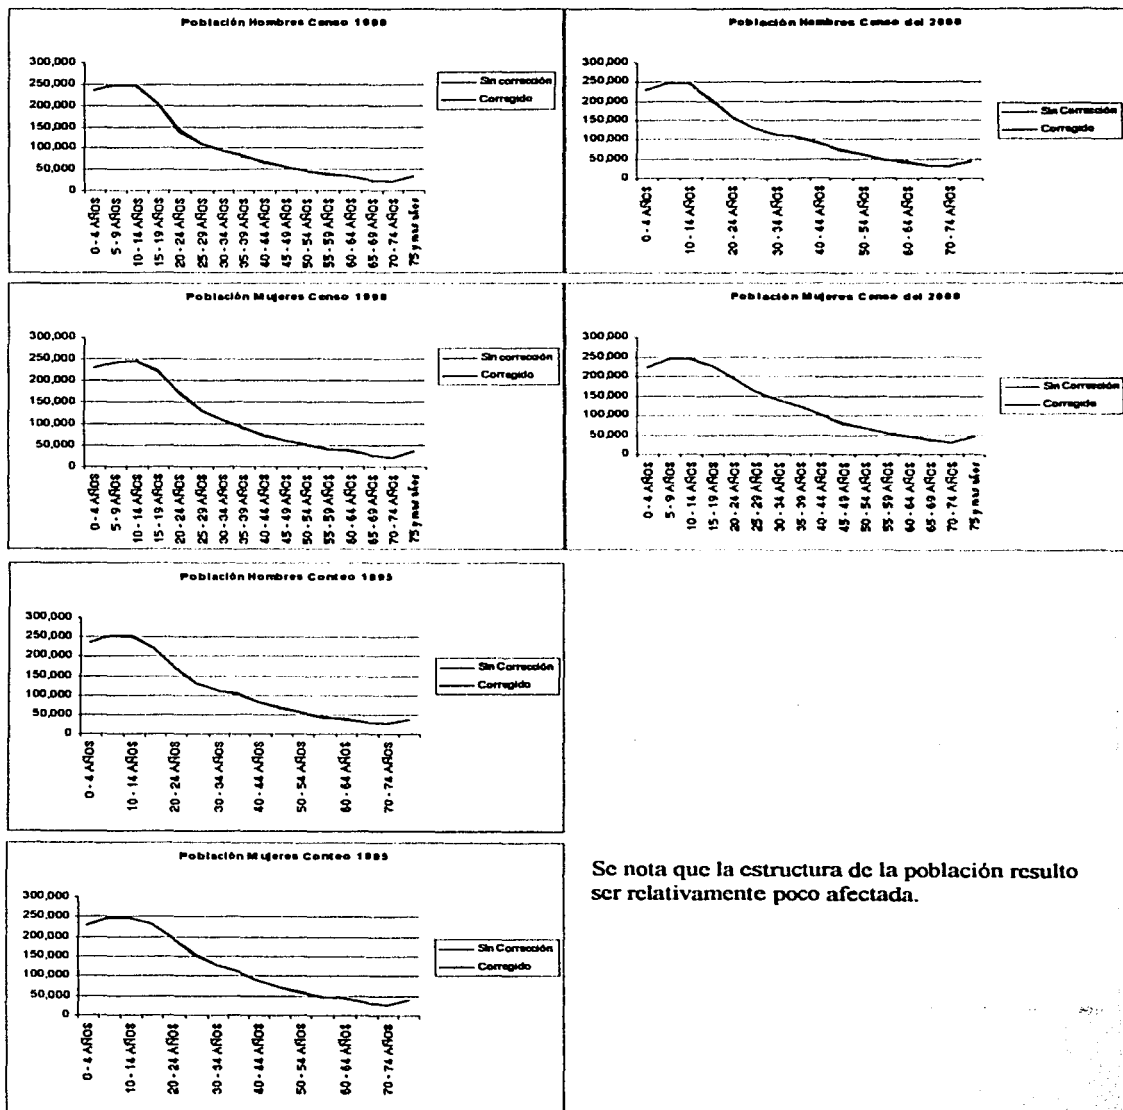 Población Hombres Censo 1990
300,000
250,000
200,000
150,000
100,000
50,000
0
0 - 4 AÑOS
5 - 9 AÑOS
10 - 14 AÑOS
15 - 19 AÑOS
20 - 24 AÑOS
25 - 29 AÑOS
30 - 34 AÑOS
35 - 39 AÑOS
40 - 44 AÑOS
45 - 49 AÑOS
50 - 54 AÑOS
55 - 59 AÑOS
60 - 64 AÑOS
65 - 69 AÑOS
70 - 74 AÑOS
75 y mas años
Sin corrección
Corregido
Población Hombres Censo del 2000
300,000
250,000
200,000
150,000
100,000
50,000
0
0 - 4 AÑOS
10 - 14 AÑOS
20 - 24 AÑOS
30 - 34 AÑOS
40 - 44 AÑOS
50 - 54 AÑOS
60 - 64 AÑOS
70 - 74 AÑOS
Sin Corrección
Corregido
Población Mujeres Censo 1990
300,000
250,000
200,000
150,000
100,000
50,000
0
0 - 4 AÑOS
5 - 9 AÑOS
10 - 14 AÑOS
15 - 19 AÑOS
20 - 24 AÑOS
25 - 29 AÑOS
30 - 34 AÑOS
35 - 39 AÑOS
40 - 44 AÑOS
45 - 49 AÑOS
50 - 54 AÑOS
55 - 59 AÑOS
60 - 64 AÑOS
65 - 69 AÑOS
70 - 74 AÑOS
75 y mas años
Sin corrección
Corregido
Población Mujeres Censo del 2000
300,000
250,000
200,000
150,000
100,000
50,000
0
0 - 4 AÑOS
5 - 9 AÑOS
10 - 14 AÑOS
15 - 19 AÑOS
20 - 24 AÑOS
25 - 29 AÑOS
30 - 34 AÑOS
35 - 39 AÑOS
40 - 44 AÑOS
45 - 49 AÑOS
50 - 54 AÑOS
55 - 59 AÑOS
60 - 64 AÑOS
65 - 69 AÑOS
70 - 74 AÑOS
75 y mas años
Sin Corrección
Corregido
Población Hombres Conteo 1995
300,000
250,000
200,000
150,000
100,000
50,000
0
0 - 4 AÑOS
10 - 14 AÑOS
20 - 24 AÑOS
30 - 34 AÑOS
40 - 44 AÑOS
50 - 54 AÑOS
60 - 64 AÑOS
70 - 74 AÑOS
Sin Corrección
Corregido
Población Mujeres Conteo 1995
300,000
250,000
200,000
150,000
100,000
50,000
0
0 - 4 AÑOS
10 - 14 AÑOS
20 - 24 AÑOS
30 - 34 AÑOS
40 - 44 AÑOS
50 - 54 AÑOS
60 - 64 AÑOS
70 - 74 AÑOS
Sin Corrección
Corregido
Se nota que la estructura de la población resulto
ser relativamente poco afectada.